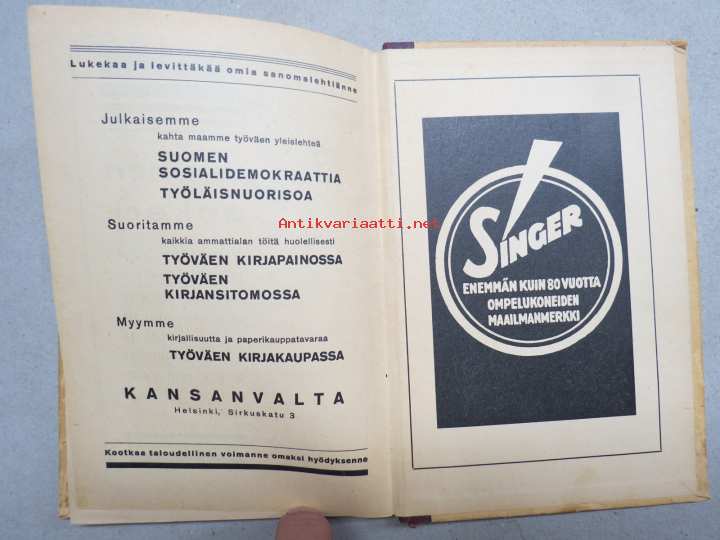 Lukekaa ja levittäkää omia sanomalehtiänne
Julkaisemme
kahta maamme työväen yleislehteä
SUOMEN
SOSIALIDEMOKRAATTIA
TYÖLÄISNUORISOA
Suoritamme
kaikkia ammattialan töitä huolellisesti
TYÖVÄEN KIRJAPAINOSSA
TYÖVÄEN
KIRJANSITOMOSSA
Myymme
kirjallisuutta ja paperikauppatavaraa
TYÖVÄEN KIRJAKAUPASSA
KANSANVALTA
Helsinki, Sirkuskatu 3
Kootkaa taloudellinen voimanne omaksi hyödyksenne
Antikvariaatti.net
SINGER
ENEMMÄN KUIN 80 VUOTTA
OMPELUKONEIDEN
MAAILMANMERKKI